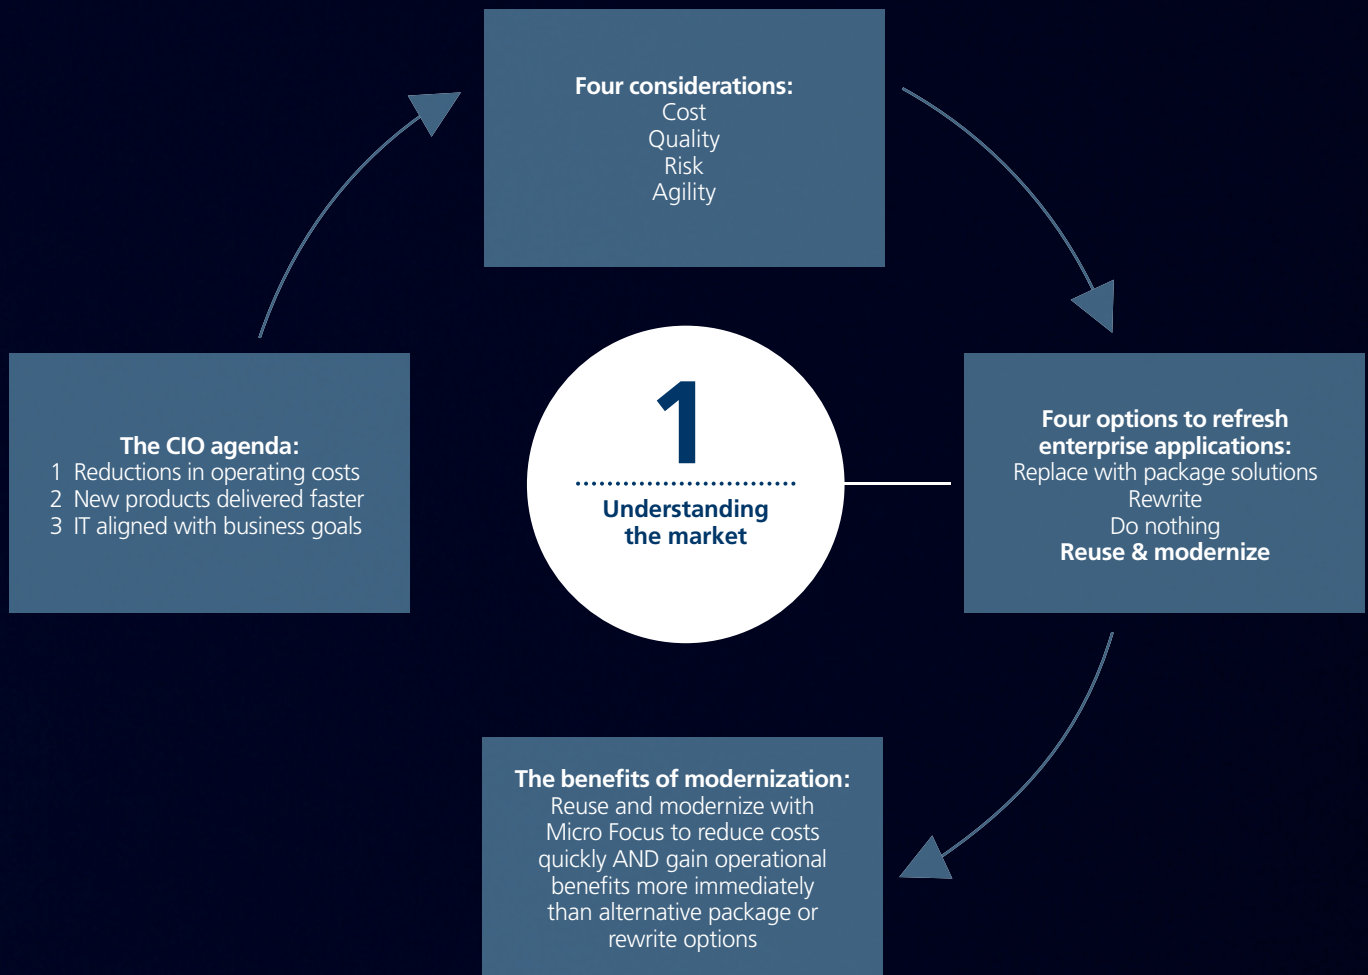 Four considerations:
Cost
Quality
Risk
Agility
The CIO agenda:
1 Reductions in operating costs
2 New products delivered faster
3 IT aligned with business goals
1
Understanding
the market
Four options to refresh
enterprise applications:
Replace with package solutions
Rewrite
Do nothing
Reuse & modernize
The benefits of modernization:
Reuse and modernize with
Micro Focus to reduce costs
quickly AND gain operational
benefits more immediately
than alternative package or
rewrite options